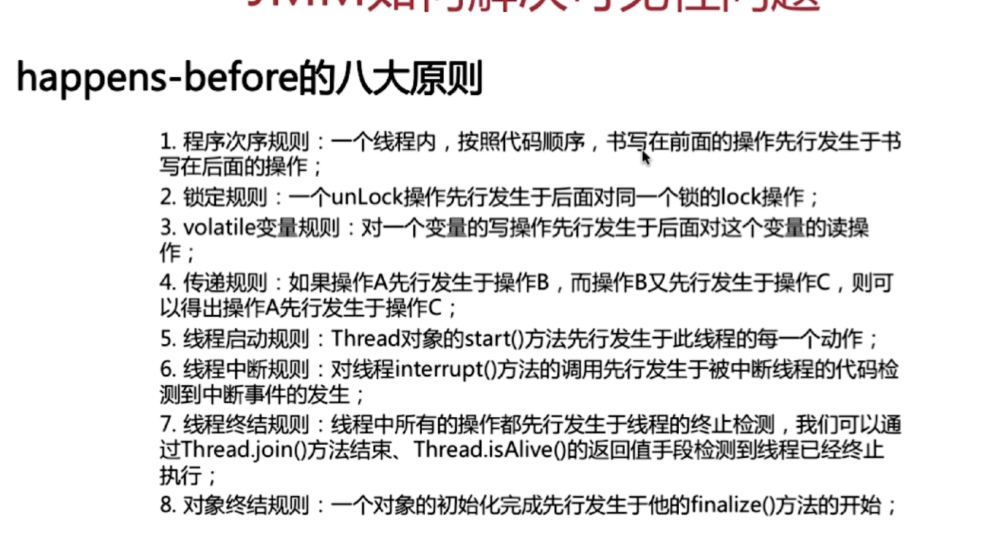 JMM如何解决可见性问题
happens-before的八大原则
1. 程序次序规则：一个线程内，按照代码顺序，书写在前面的操作先行发生于书
写在后面的操作；
2. 锁定规则：一个unLock操作先行发生于后面对同一个锁的lock操作；
3. volatile变量规则：对一个变量的写操作先行发生于后面对这个变量的读操
作；
4. 传递规则：如果操作A先行发生于操作B，而操作B又先行发生于操作C，则可
以得出操作A先行发生于操作C；
5. 线程启动规则：Thread对象的start()方法先行发生于此线程的每一个动作；
6. 线程中断规则：对线程interrupt()方法的调用先行发生于被中断线程的代码检
测到中断事件的发生；
7. 线程终结规则：线程中所有的操作都先行发生于线程的终止检测，我们可以通
过Thread.join()方法结束、Thread.isAlive()的返回值手段检测到线程已经终止
执行；
8. 对象终结规则：一个对象的初始化完成先行发生于他的finalize()方法的开始；